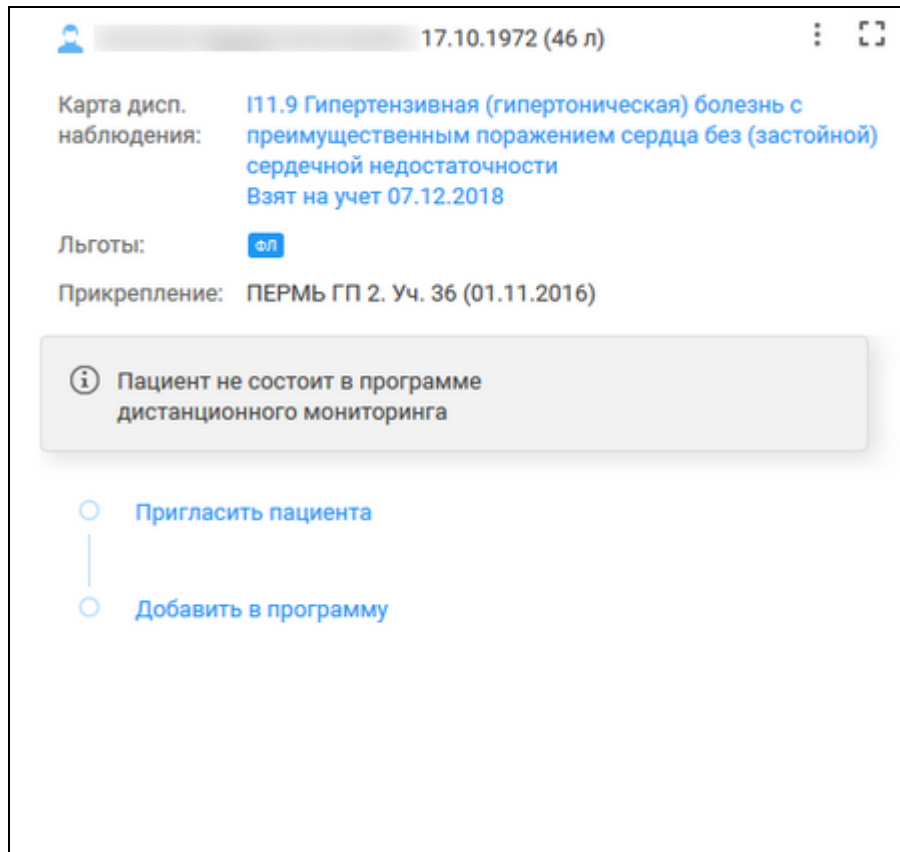 17.10.1972 (46 л)
Карта дисп. I11.9 Гипертензивная (гипертоническая) болезнь с
наблюдения: преимущественным поражением сердца без (застойной)
сердечной недостаточности
Взят на учет 07.12.2018
Льготы: ФЛ
Прикрепление: ПЕРМЬ ГП 2. Уч. 36 (01.11.2016)
Пациент не состоит в программе
дистанционного мониторинга
Пригласить пациента
Добавить в программу